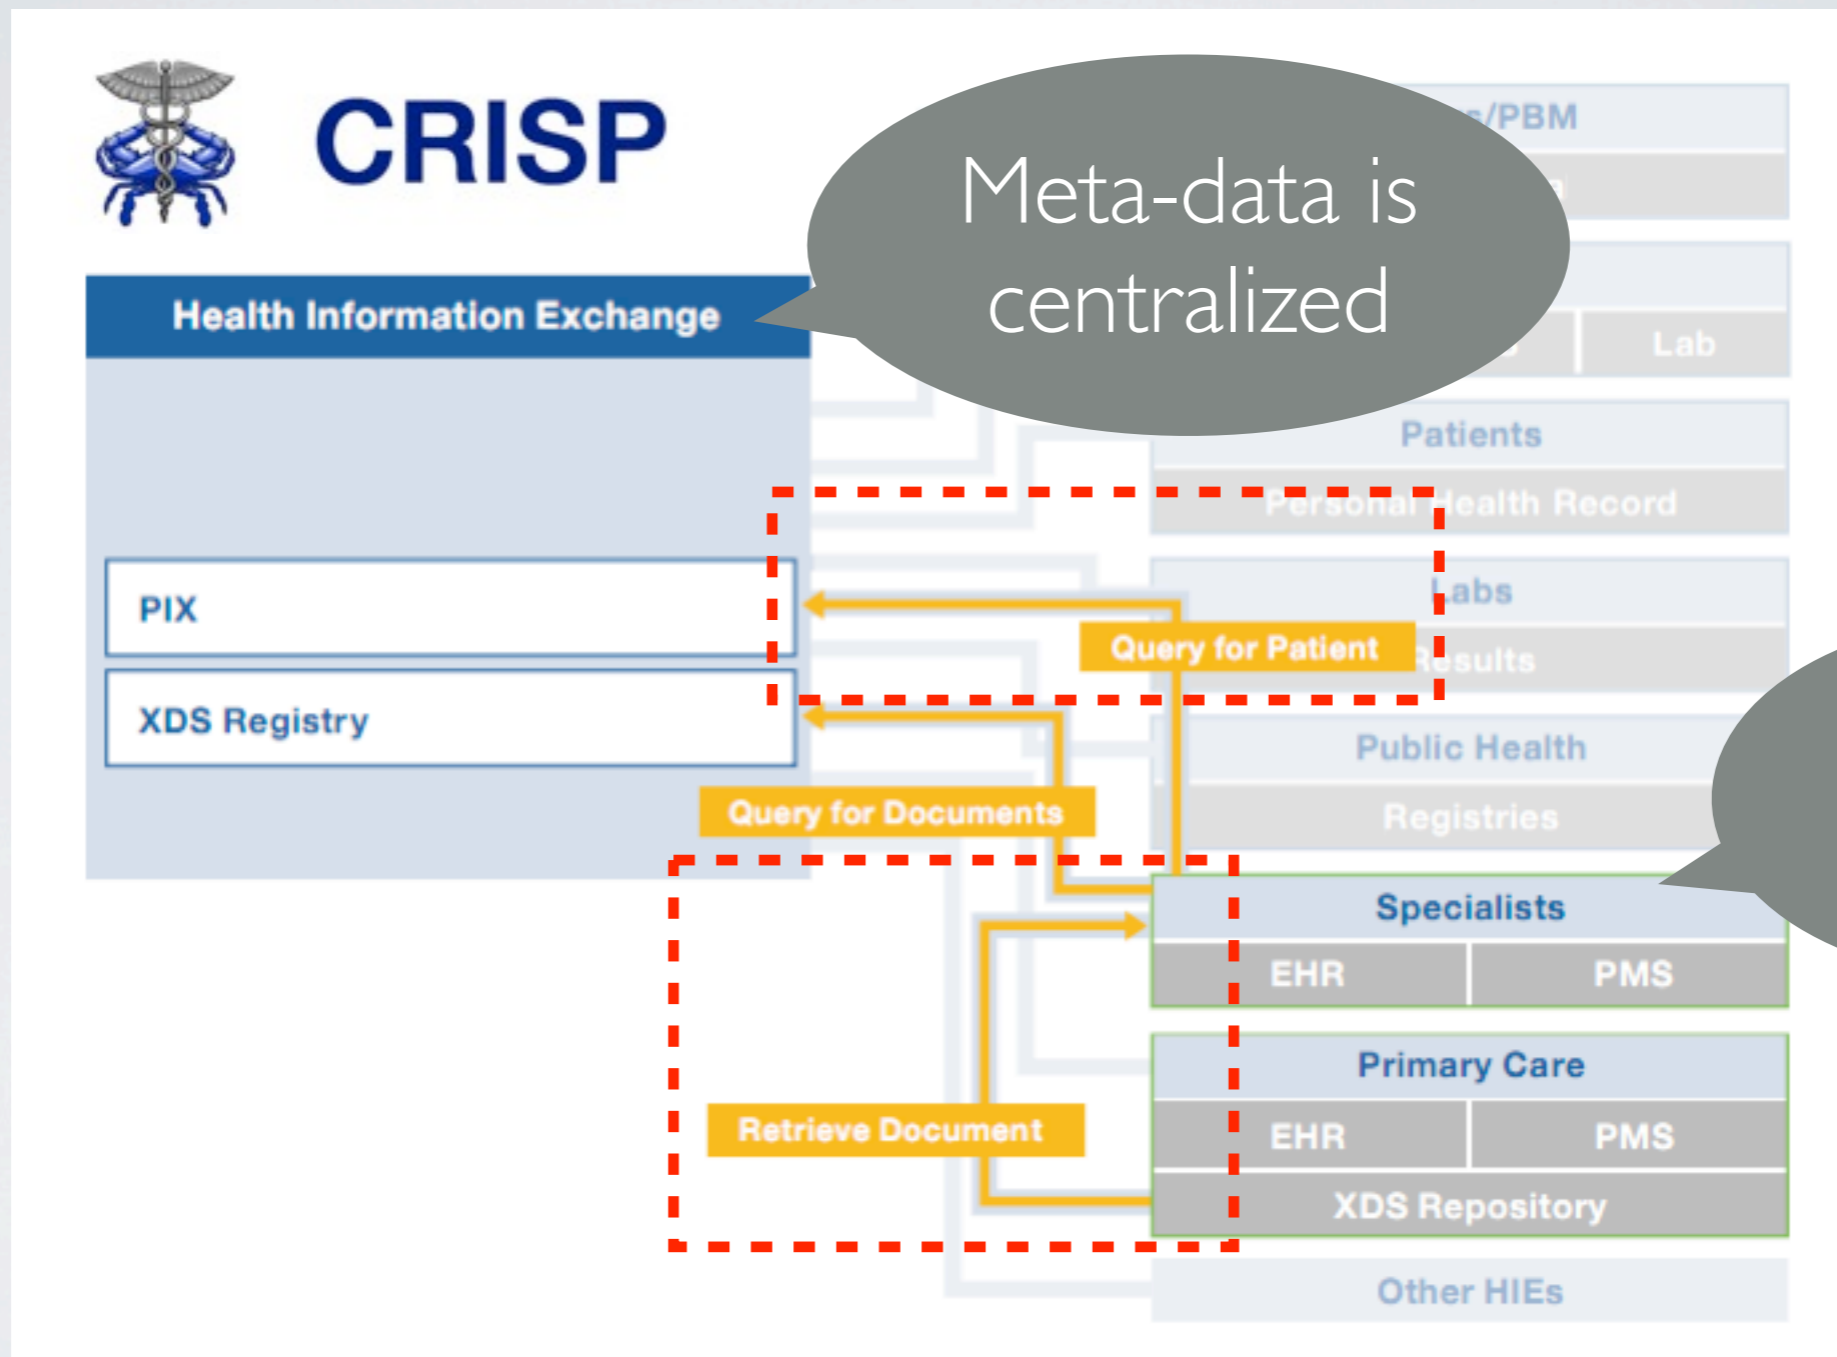 CRISP
Meta-data is
centralized
/PBM
Health Information Exchange
Lab
Patients
Personal Health Record
PIX
Labs
Query for Patient
Results
XDS Registry
Public Health
Query for Documents
Registries
Specialists
EHR PMS
Primary Care
Retrieve Document
EHR PMS
XDS Repository
Other HIEs